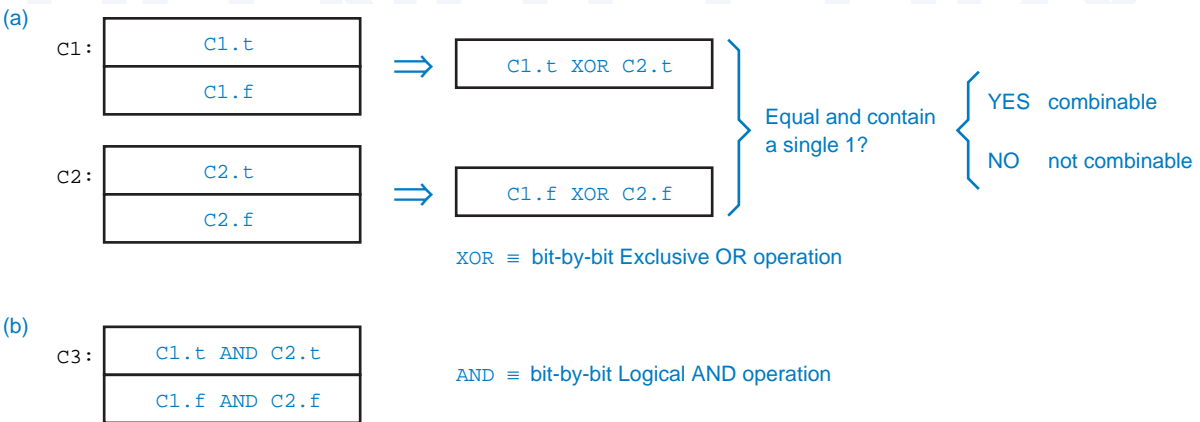 (a)
C1:
C1.t
C1.f
⇒
C1.t XOR C2.t
Equal and contain
a single 1?
YES combinable
NO not combinable
C2:
C2.t
C2.f
⇒
C1.f XOR C2.f
XOR ≡ bit-by-bit Exclusive OR operation
(b)
C3:
C1.t AND C2.t
C1.f AND C2.f
AND ≡ bit-by-bit Logical AND operation